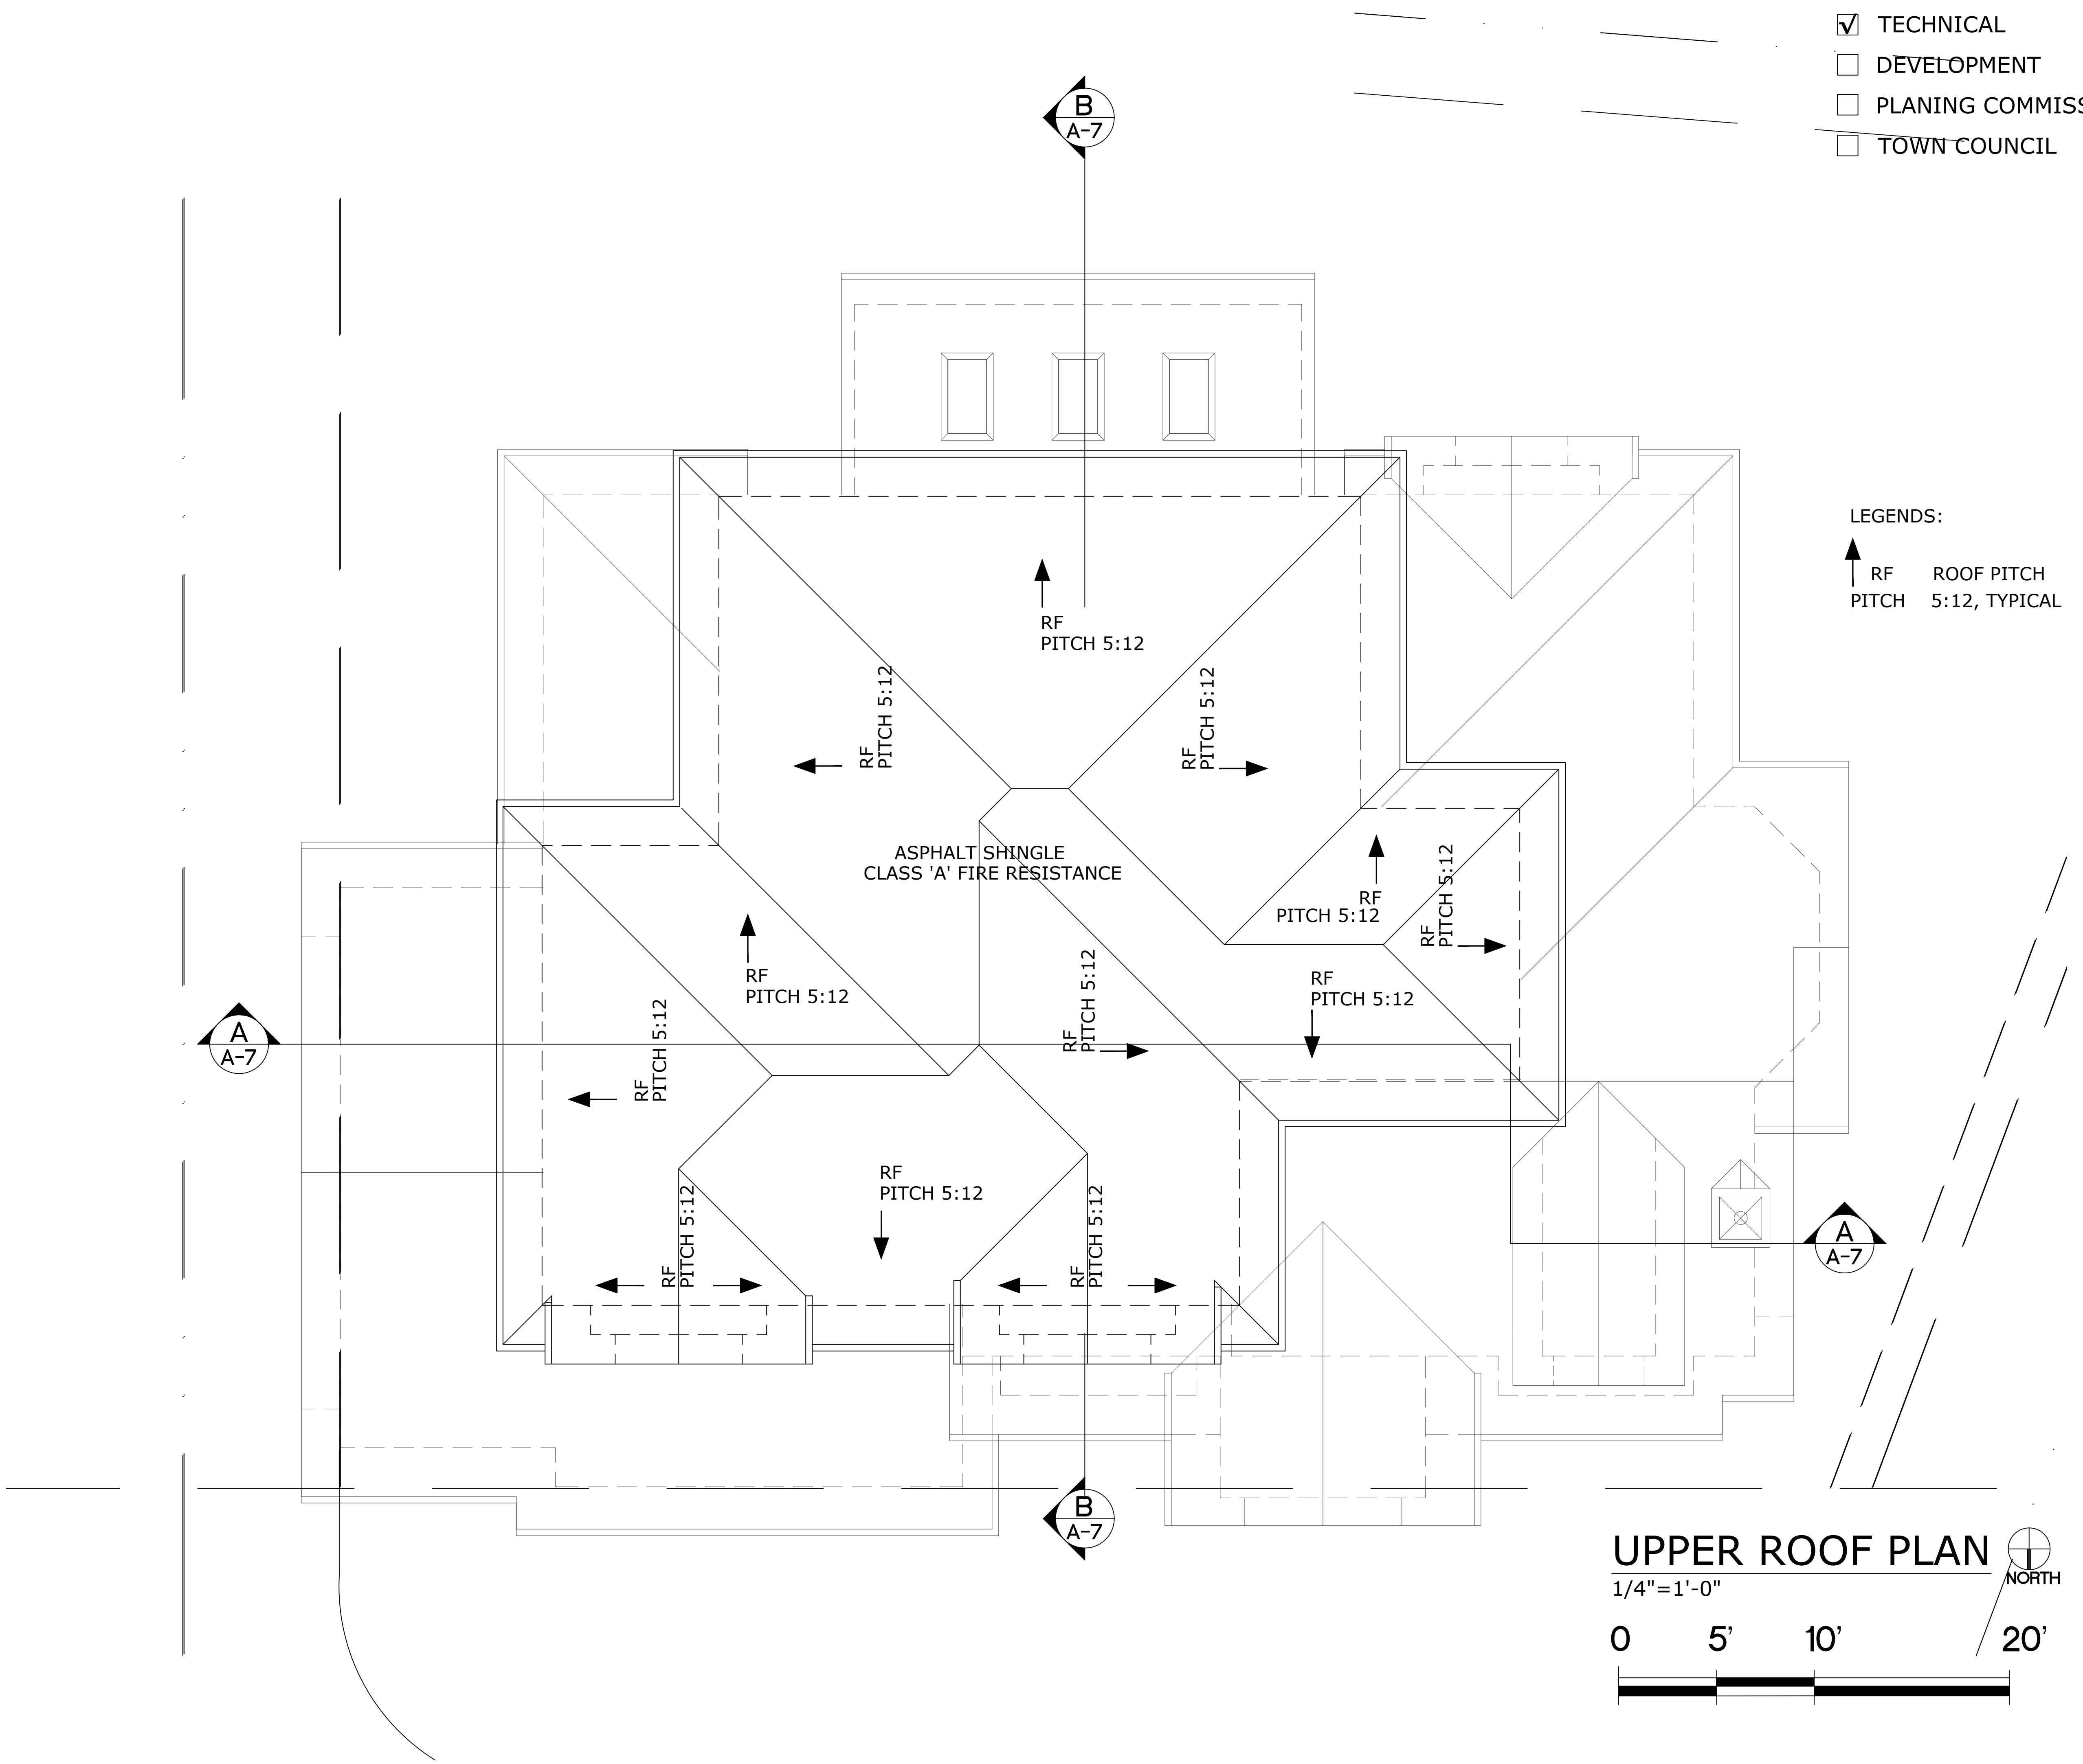 √ TECHNICAL
DEVELOPMENT
PLANING COMMISS
TOWN COUNCIL
B
A-7
LEGENDS:
RF ROOF PITCH
PITCH 5:12, TYPICAL
RF
PITCH 5:12
RF
PITCH 5:12
RF
PITCH 5:12
ASPHALT SHINGLE
CLASS 'A' FIRE RESISTANCE
RF
PITCH 5:12
RF
PITCH 5:12
RF
PITCH 5:12
RF
PITCH 5:12
RF
PITCH 5:12
RF
PITCH 5:12
A
A-7
RF
PITCH 5:12
RF
PITCH 5:12
RF
PITCH 5:12
A
A-7
B
A-7
UPPER ROOF PLAN
1/4"=1'-0"
NORTH
0 5' 10' 20'